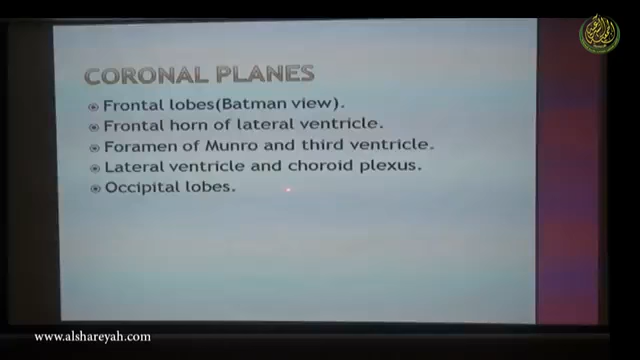 CORONAL PLANES
Frontal lobes(Batman view).
Frontal horn of lateral ventricle.
Foramen of Munro and third ventricle.
Lateral ventricle and choroid plexus.
Occipital lobes.
www.alshareyah.com